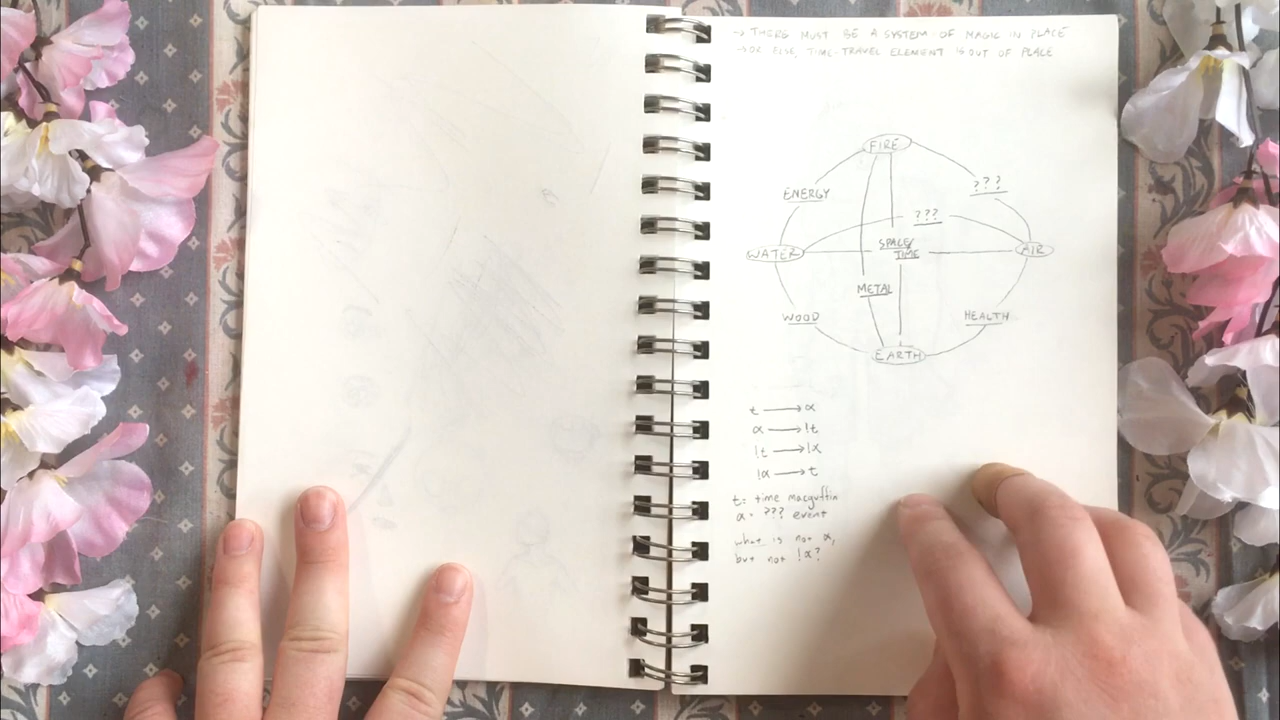 → THERE MUST BE A SYSTEM OF MAGIC IN PLACE
→ OR ELSE, TIME-TRAVEL ELEMENT IS OUT OF PLACE
FIRE
ENERGY
???
???
WATER
SPACE/
TIME
AIR
METAL
WOOD
HEALTH
EARTH
t → α
α → !t
!t → !α
!α → t
t = time macguffin
α = ??? event
what is not α,
but not !α?